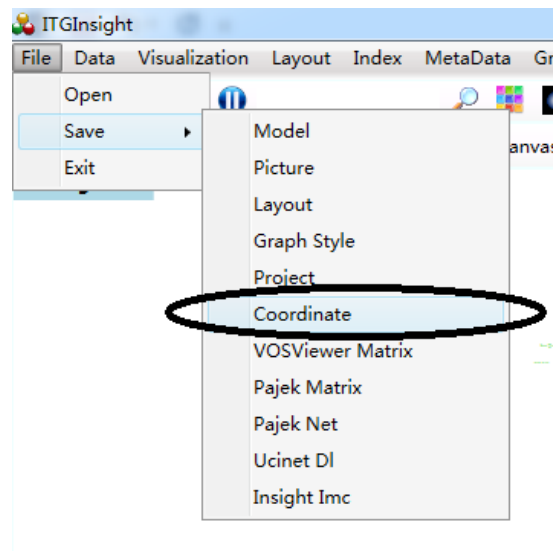 ITGInsight
File Data Visualization Layout Index MetaData
Open
Save
Model
Exit
Picture
Layout
Graph Style
Project
Coordinate
VOSViewer Matrix
Pajek Matrix
Pajek Net
Ucinet Dl
Insight Imc